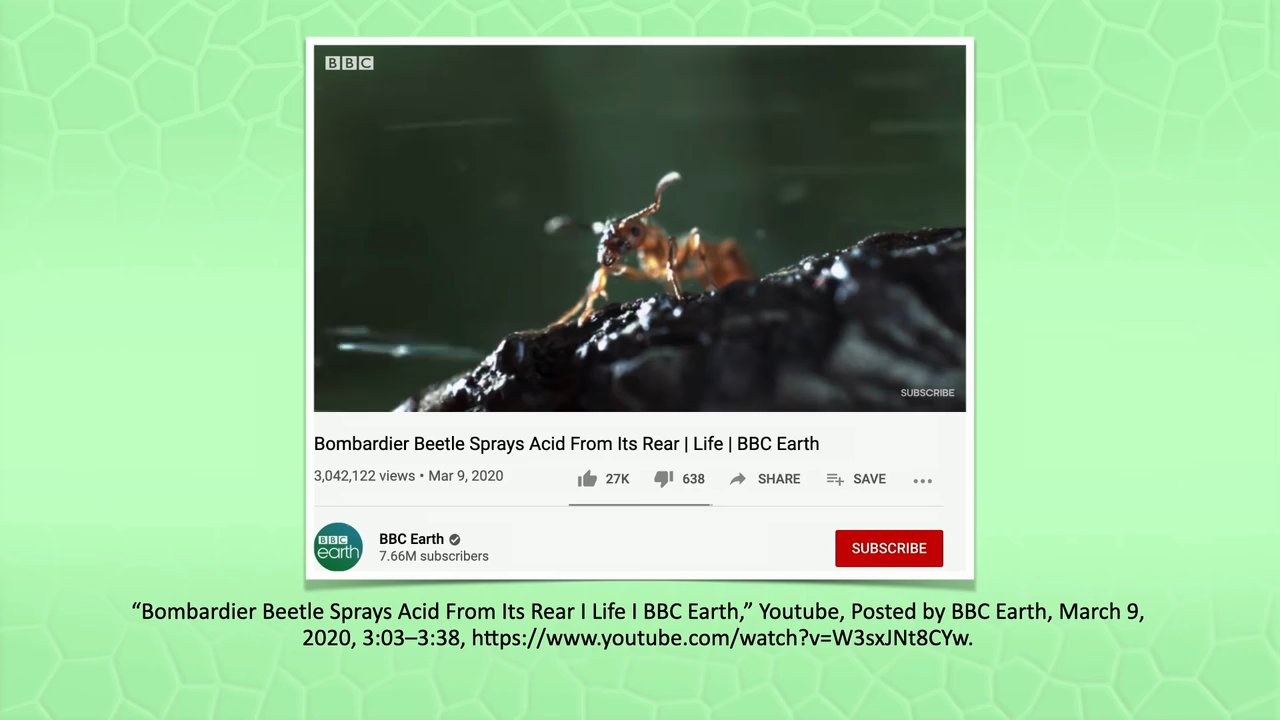 BBC
SUBSCRIBE
Bombardier Beetle Sprays Acid From Its Rear | Life | BBC Earth
3,042,122 views • Mar 9, 2020
27K
638
SHARE
SAVE
BBC
earth
BBC Earth
7.66M subscribers
SUBSCRIBE
“Bombardier Beetle Sprays Acid From Its Rear I Life I BBC Earth,” Youtube, Posted by BBC Earth, March 9,
2020, 3:03–3:38, https://www.youtube.com/watch?v=W3sxJNt8CYw.